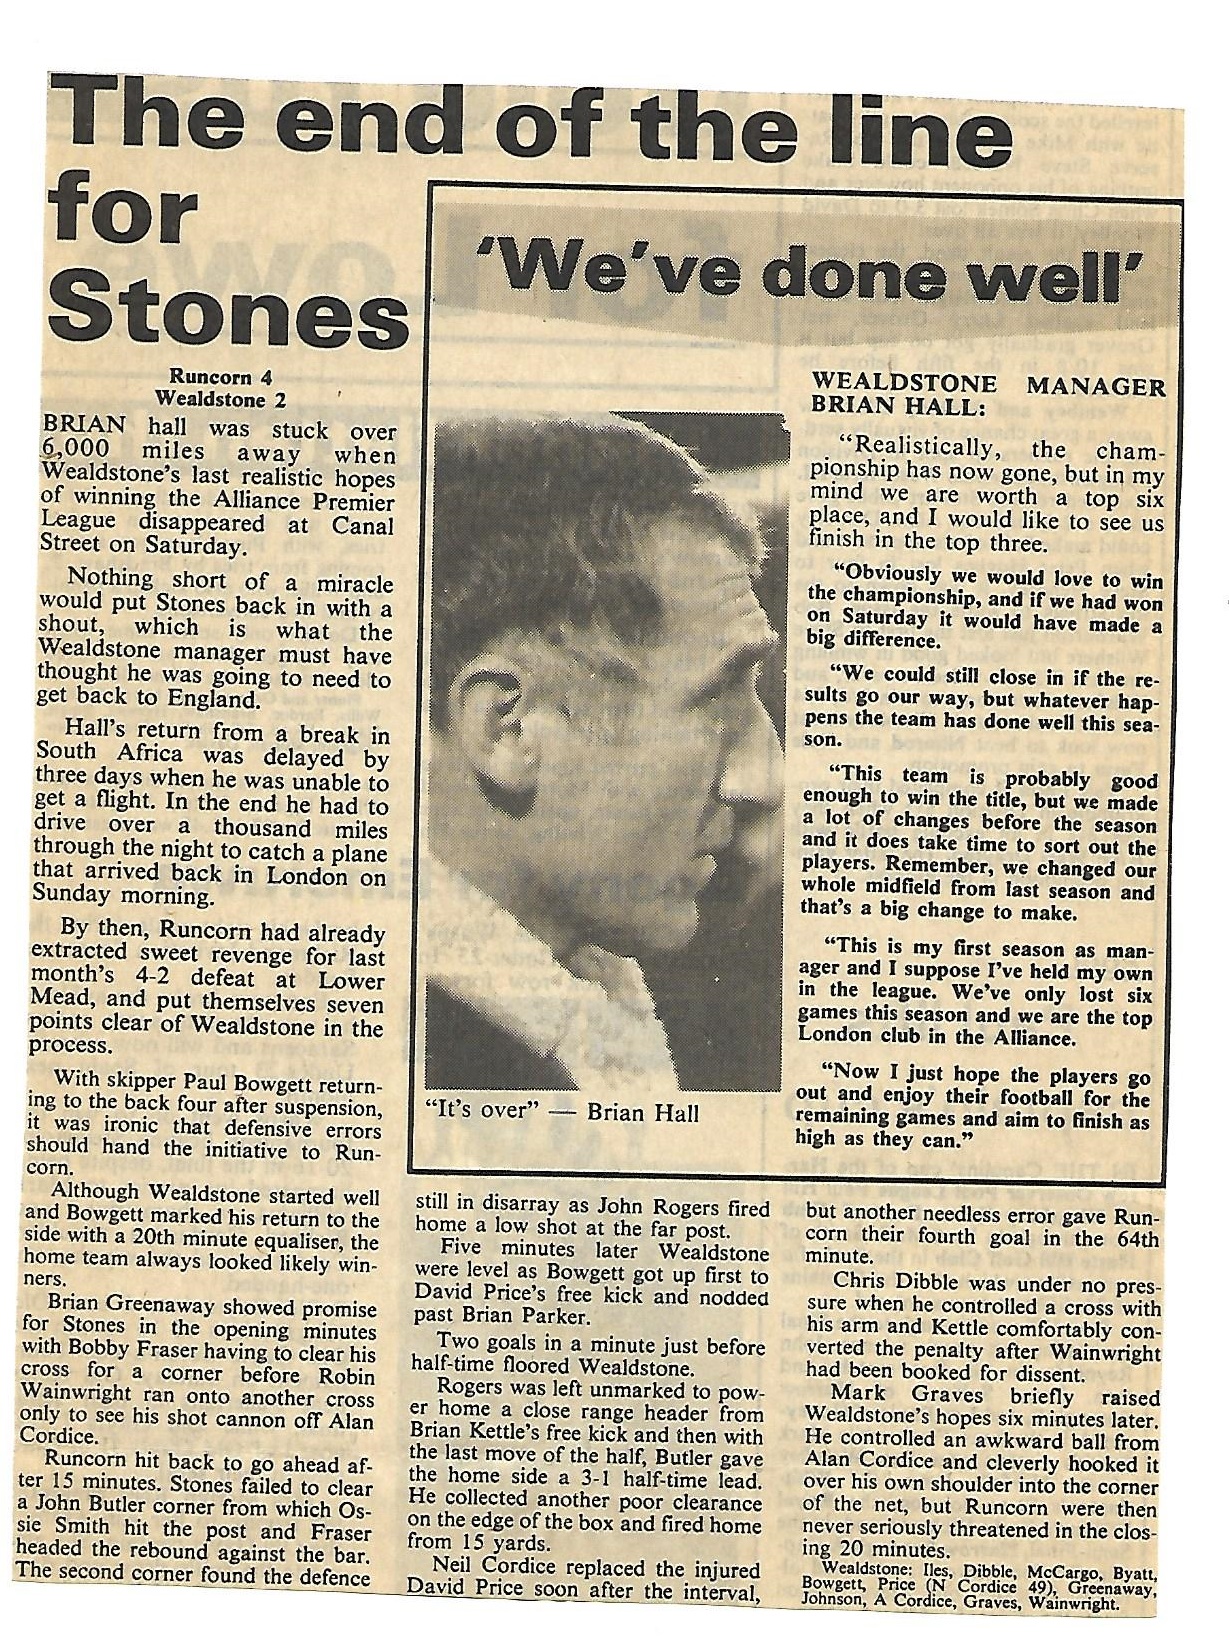 The end of the line
for
Stones
Runcorn 4
Wealdstone 2
BRIAN hall was stuck over
6,000 miles away when
Wealdstone's last realistic hopes
of winning the Alliance Premier
League disappeared at Canal
Street on Saturday.
Nothing short of a miracle
would put Stones back in with a
shout, which is what the
Wealdstone manager must have
thought he was going to need to
get back to England.
Hall's return from a break in
South Africa was delayed by
three days when he was unable to
get a flight. In the end he had to
drive over a thousand miles
through the night to catch a plane
that arrived back in London on
Sunday morning.
By then, Runcorn had already
extracted sweet revenge for last
month's 4-2 defeat at Lower
Mead, and put themselves seven
points clear of Wealdstone in the
process.
With skipper Paul Bowgett return-
ing to the back four after suspension,
it was ironic that defensive errors
should hand the initiative to Run-
corn.
Although Wealdstone started well
and Bowgett marked his return to the
side with a 20th minute equaliser, the
home team always looked likely win-
ners.
Brian Greenaway showed promise
for Stones in the opening minutes
with Bobby Fraser having to clear his
cross for a corner before Robin
Wainwright ran onto another cross
only to see his shot cannon off Alan
Cordice.
Runcorn hit back to go ahead af-
ter 15 minutes. Stones failed to clear
a John Butler corner from which Os-
sie Smith hit the post and Fraser
headed the rebound against the bar.
The second corner found the defence
still in disarray as John Rogers fired
home a low shot at the far post.
Five minutes later Wealdstone
were level as Bowgett got up first to
David Price's free kick and nodded
past Brian Parker.
Two goals in a minute just before
half-time floored Wealdstone.
Rogers was left unmarked to pow-
er home a close range header from
Brian Kettle's free kick and then with
the last move of the half, Butler gave
the home side a 3-1 half-time lead.
He collected another poor clearance
on the edge of the box and fired home
from 15 yards.
Neil Cordice replaced the injured
David Price soon after the interval,
but another needless error gave Run-
corn their fourth goal in the 64th
minute.
Chris Dibble was under no pres-
sure when he controlled a cross with
his arm and Kettle comfortably con-
verted the penalty after Wainwright
had been booked for dissent.
Mark Graves briefly raised
Wealdstone's hopes six minutes later.
He controlled an awkward ball from
Alan Cordice and cleverly hooked it
over his own shoulder into the corner
of the net, but Runcorn were then
never seriously threatened in the clos-
ing 20 minutes.
Wealdstone: Iles, Dibble, McCargo, Byatt,
Bowgett, Price (N Cordice 49), Greenaway,
Johnson, A Cordice, Graves, Wainwright.
'We've done well'
WEALDSTONE MANAGER
BRIAN HALL:
"Realistically, the cham-
pionship has now gone, but in my
mind we are worth a top six
place, and I would like to see us
finish in the top three.
"Obviously we would love to win
the championship, and if we had won
on Saturday it would have made a
big difference.
"We could still close in if the re-
sults go our way, but whatever hap-
pens the team has done well this sea-
son.
"This team is probably good
enough to win the title, but we made
a lot of changes before the season
and it does take time to sort out the
players. Remember, we changed our
whole midfield from last season and
that's a big change to make.
"This is my first season as man-
ager and I suppose I've held my own
in the league. We've only lost six
games this season and we are the top
London club in the Alliance.
"Now I just hope the players go
out and enjoy their football for the
remaining games and aim to finish as
high as they can."
"It's over" — Brian Hall